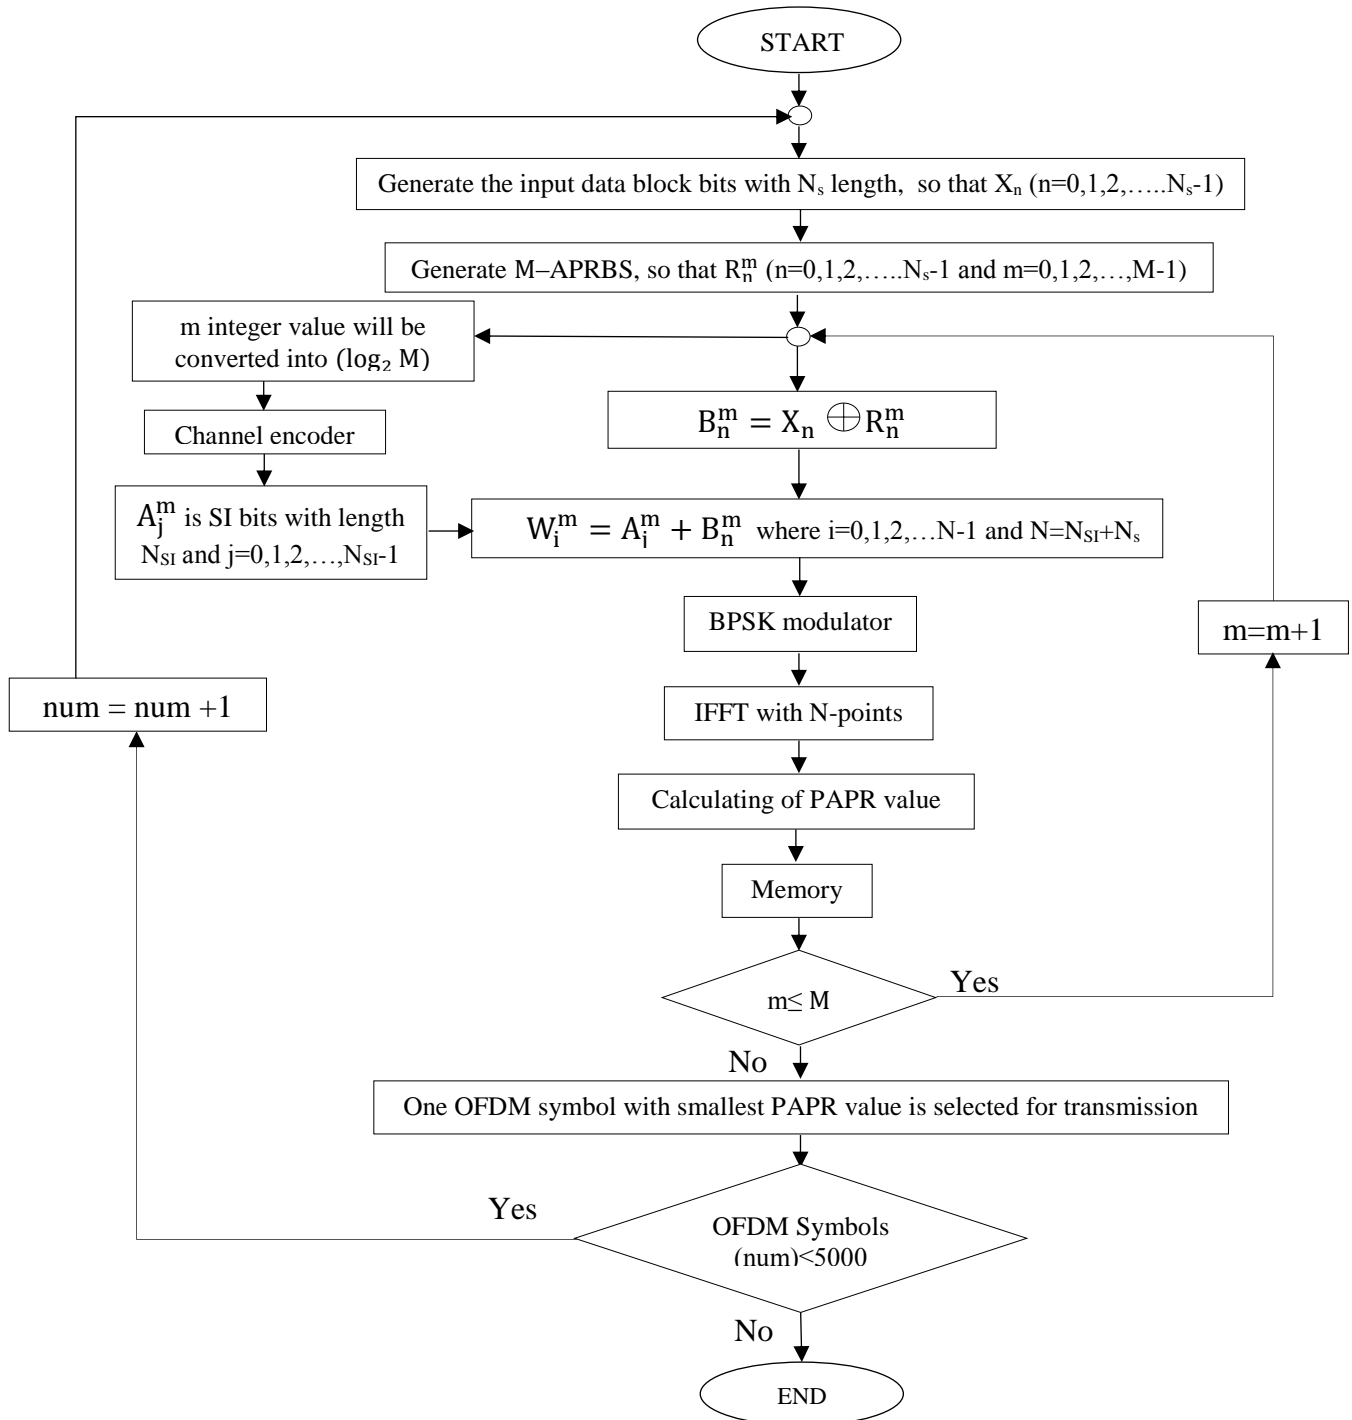 START
Generate the input data block bits with Nₛ length, so that Xₙ (n=0,1,2,…..Nₛ-1)
Generate M–APRBS, so that Rₙᵐ (n=0,1,2,…..Nₛ-1 and m=0,1,2,…,M-1)
m integer value will be
converted into (log₂ M)
Bₙᵐ = Xₙ ⊕ Rₙᵐ
Channel encoder
Aⱼᵐ is SI bits with length
N_SI and j=0,1,2,…,N_SI-1
Wᵢᵐ = Aⱼᵐ + Bₙᵐ where i=0,1,2,…N-1 and N=N_SI+Nₛ
BPSK modulator
m=m+1
num = num +1
IFFT with N-points
Calculating of PAPR value
Memory
m≤ M
Yes
No
One OFDM symbol with smallest PAPR value is selected for transmission
Yes
OFDM Symbols
(num)<5000
No
END